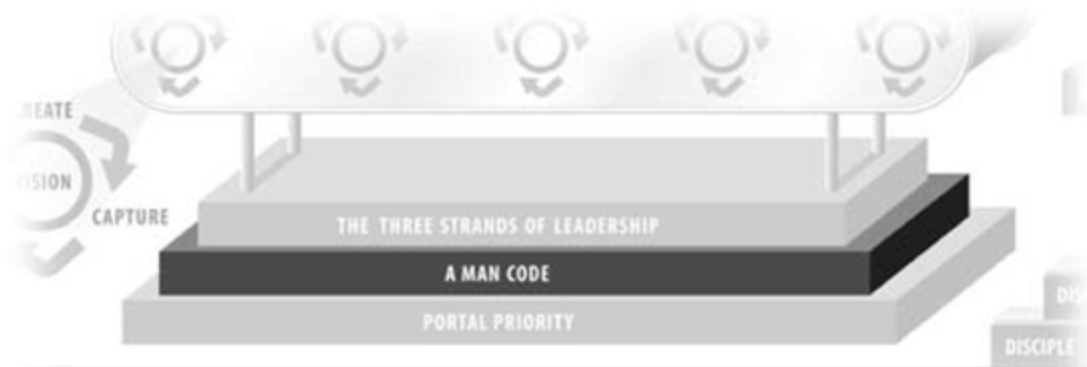 CAPTURE
THE THREE STRANDS OF LEADERSHIP
A MAN CODE
PORTAL PRIORITY
DISCIPLE